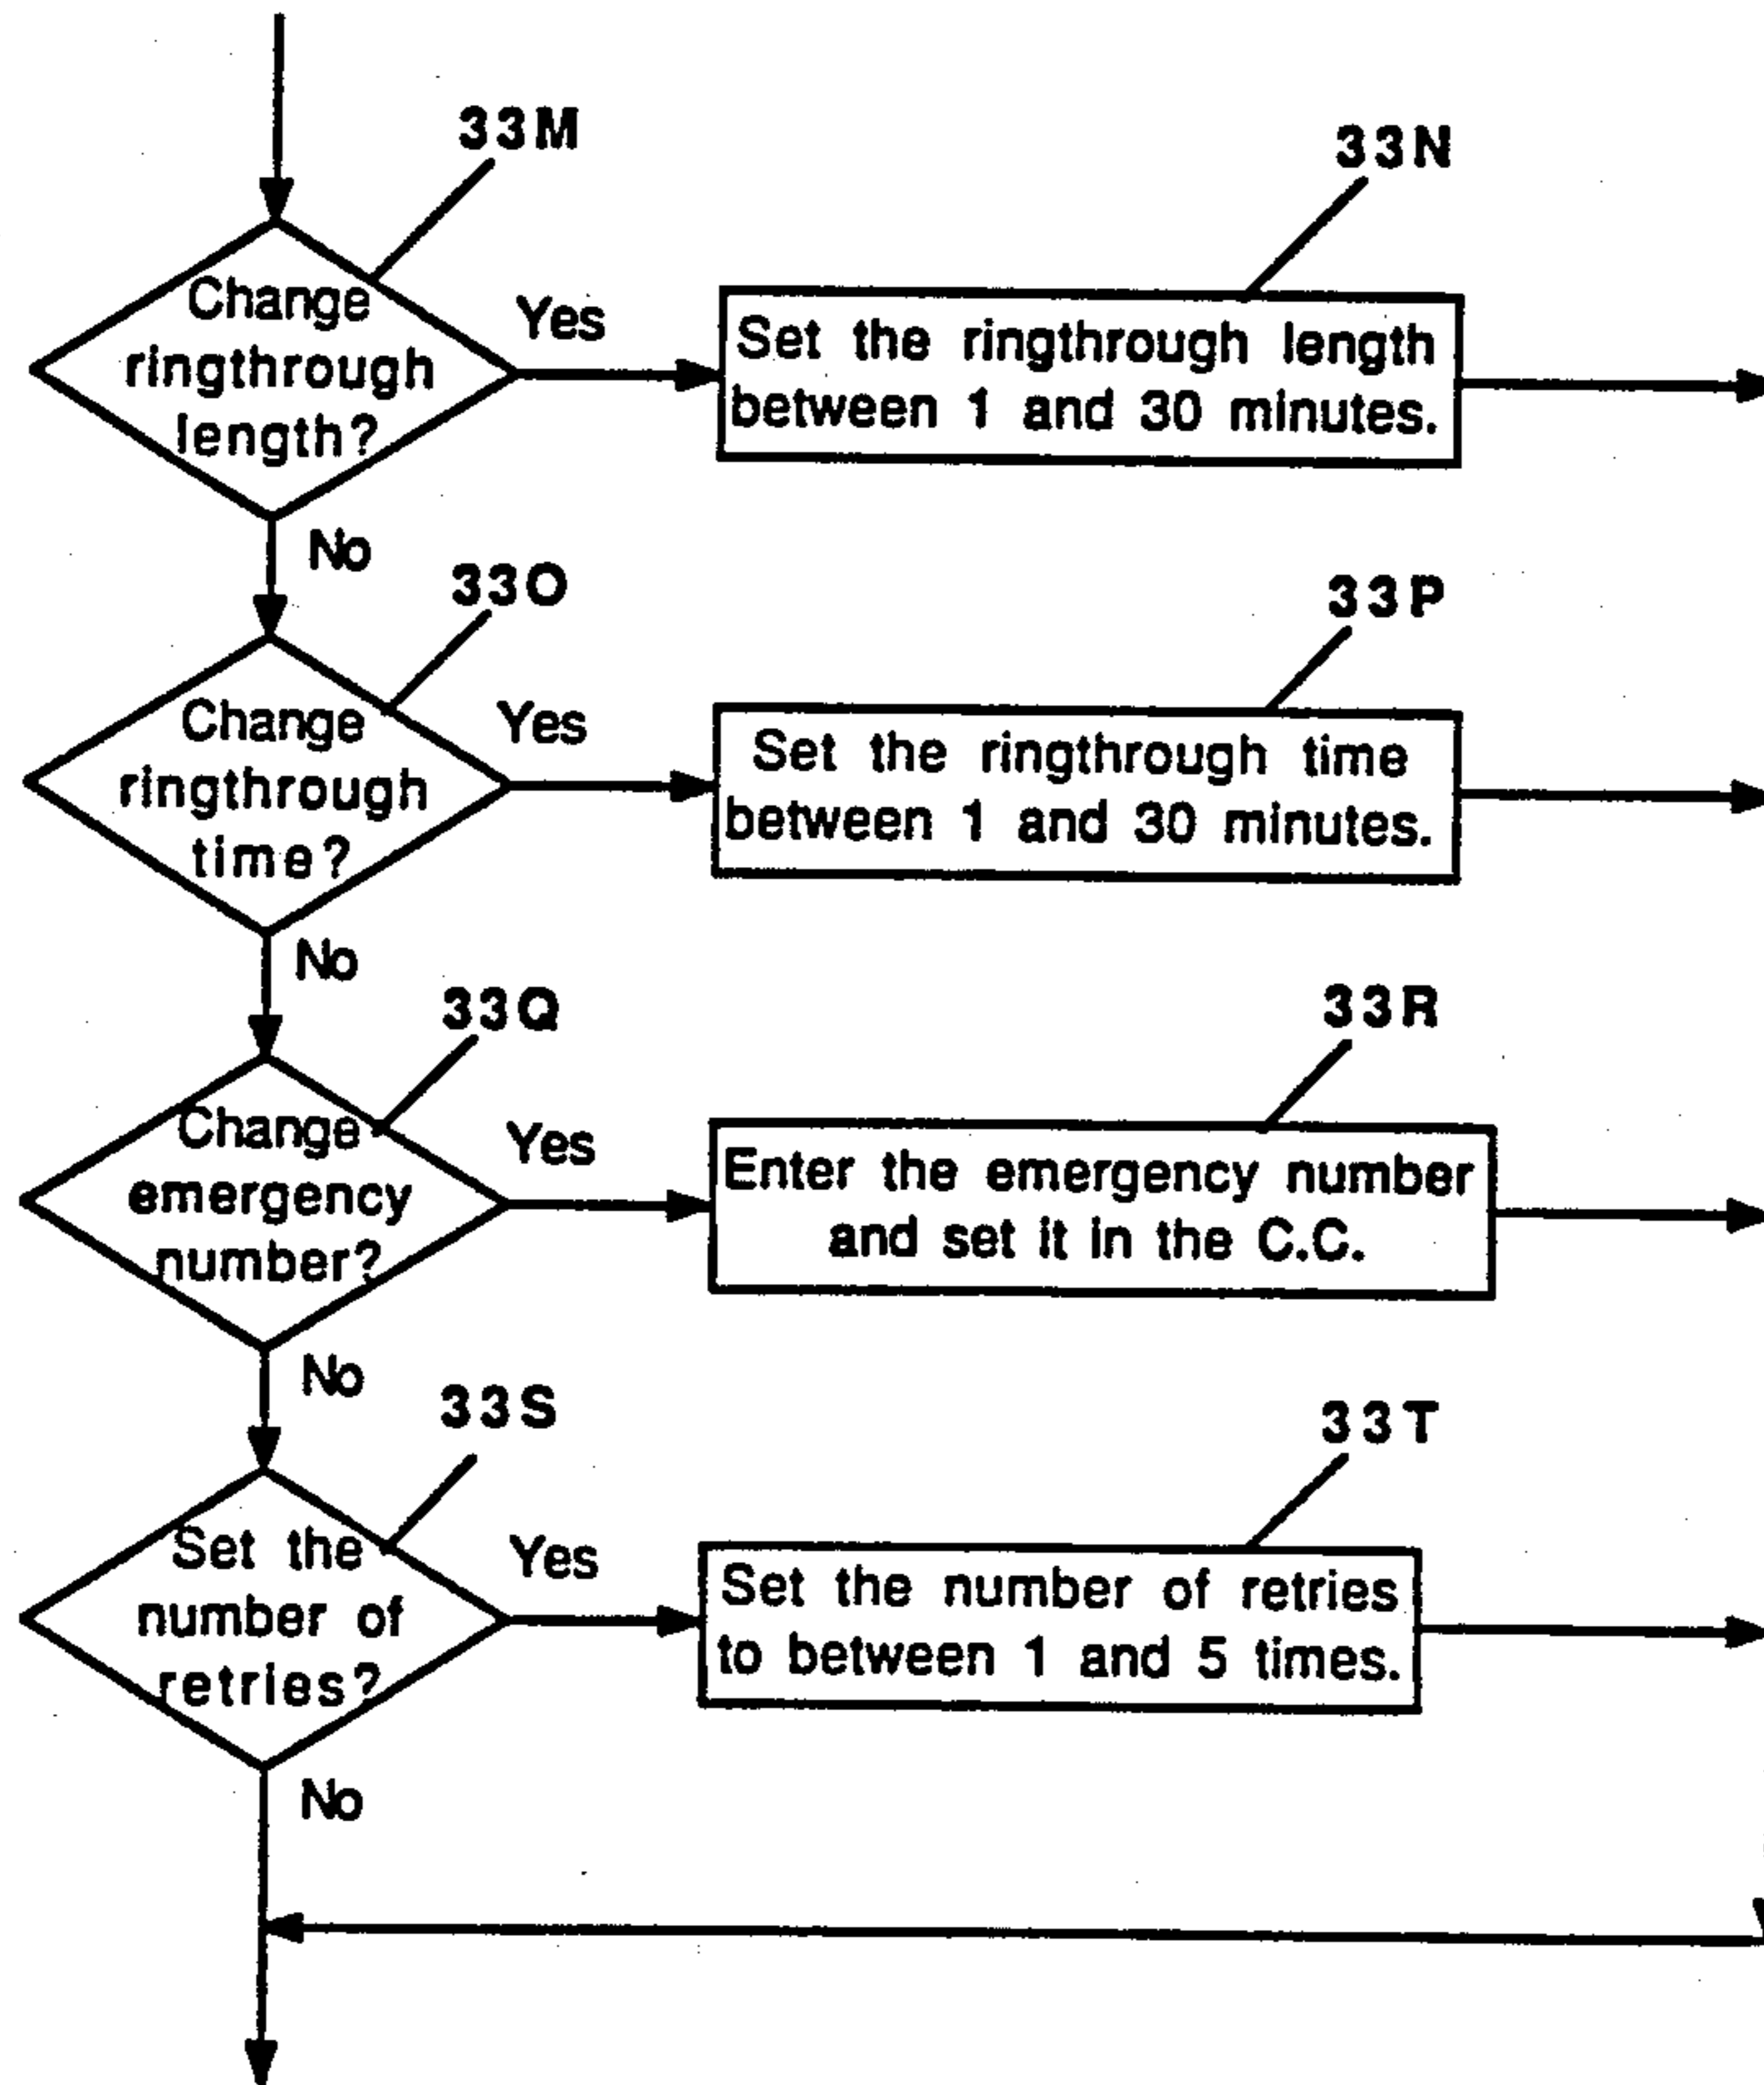 33M
33N
Change
ringthrough
length?
Yes
Set the ringthrough length
between 1 and 30 minutes.
No
33O
33P
Change
ringthrough
time?
Yes
Set the ringthrough time
between 1 and 30 minutes.
No
33Q
33R
Change
emergency
number?
Yes
Enter the emergency number
and set it in the C.C.
No
33S
33T
Set the
number of
retries?
Yes
Set the number of retries
to between 1 and 5 times.
No